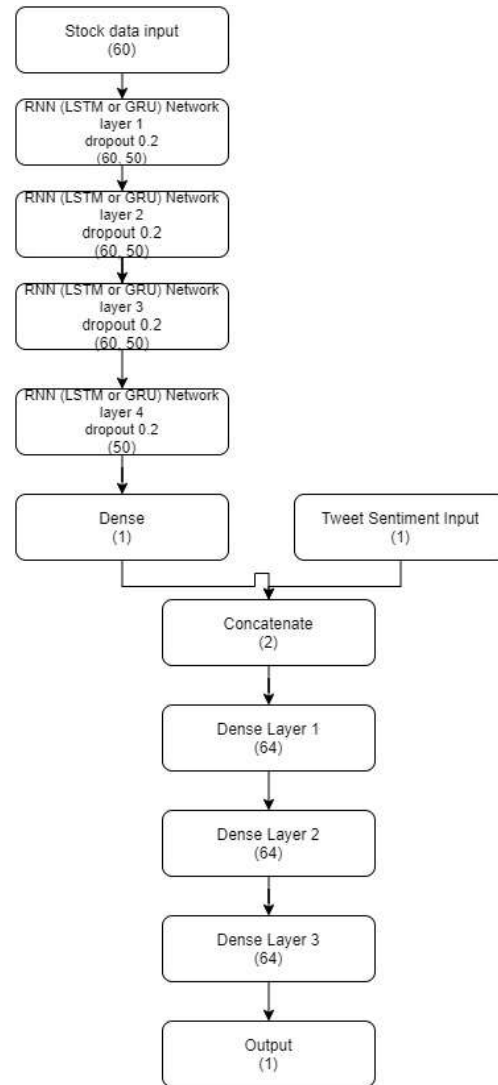 Stock data input
(60)
RNN (LSTM or GRU) Network
layer 1
dropout 0.2
(60, 50)
RNN (LSTM or GRU) Network
layer 2
dropout 0.2
(60, 50)
RNN (LSTM or GRU) Network
layer 3
dropout 0.2
(60, 50)
RNN (LSTM or GRU) Network
layer 4
dropout 0.2
(50)
Dense
(1)
Tweet Sentiment Input
(1)
Concatenate
(2)
Dense Layer 1
(64)
Dense Layer 2
(64)
Dense Layer 3
(64)
Output
(1)